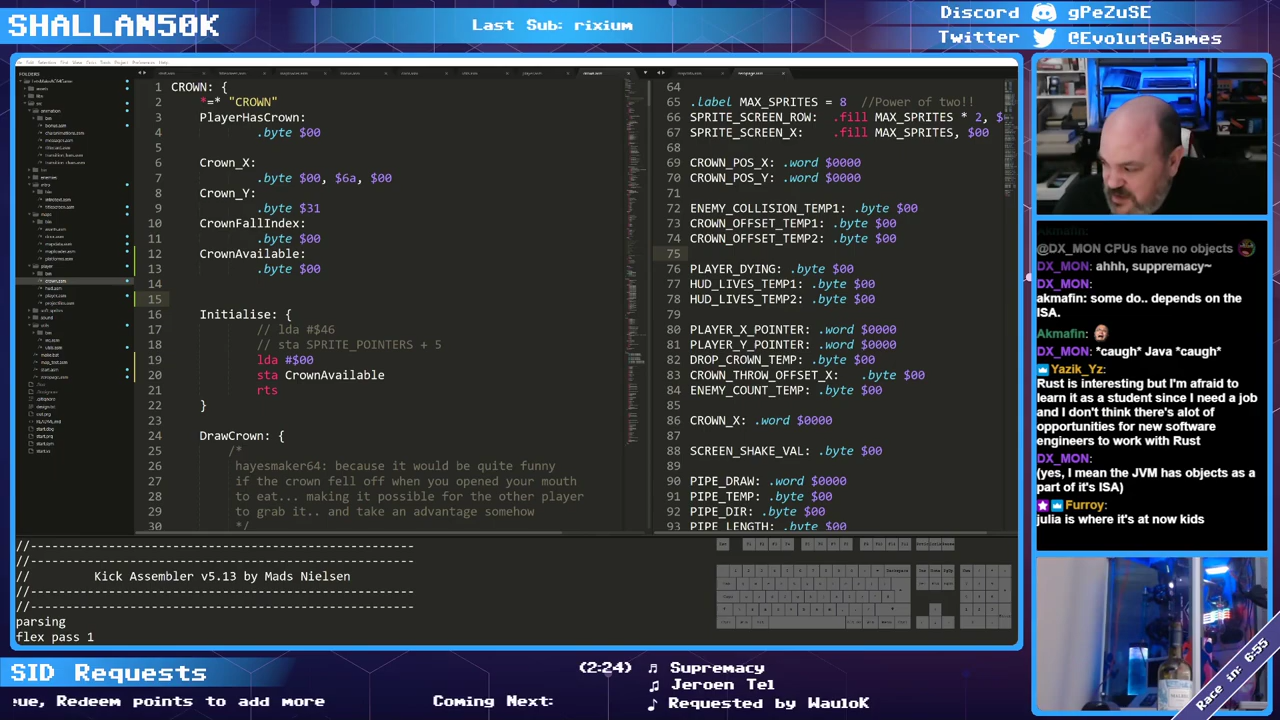 SHALLAN50K
Last Sub: rixium
Discord gPeZuSE
Twitter @EvoluteGames
FOLDERS
1 CROWN: {
2 *=* "CROWN"
3 PlayerHasCrown:
4 .byte $00
5
6 Crown_X:
7 .byte $00, $6a, $00
8 Crown_Y:
9 .byte $31
10 CrownFallIndex:
11 .byte $00
12 CrownAvailable:
13 .byte $00
14
15
16 Initialise: {
17 // lda #$46
18 // sta SPRITE_POINTERS + 5
19 lda #$00
20 sta CrownAvailable
21 rts
22 }
23
24 DrawCrown: {
25 /*
26 hayesmaker64: because it would be quite funny
27 if the crown fell off when you opened your mouth
28 to eat... making it possible for the other player
29 to grab it.. and take an advantage somehow
30 */
64
65 .label MAX_SPRITES = 8 //Power of two!!
66 SPRITE_SCREEN_ROW: .fill MAX_SPRITES * 2, $
67 SPRITE_SCREEN_X: .fill MAX_SPRITES, $00
68
69 CROWN_POS_X: .word $0000
70 CROWN_POS_Y: .word $0000
71
72 ENEMY_COLLISION_TEMP1: .byte $00
73 CROWN_OFFSET_TEMP1: .byte $00
74 CROWN_OFFSET_TEMP2: .byte $00
75
76 PLAYER_DYING: .byte $00
77 HUD_LIVES_TEMP1: .byte $00
78 HUD_LIVES_TEMP2: .byte $00
79
80 PLAYER_X_POINTER: .word $0000
81 PLAYER_Y_POINTER: .word $0000
82 DROP_CROWN_TEMP: .byte $00
83 CROWN_THROW_OFFSET_X: .byte $00
84 ENEMY_COUNT_TEMP: .byte $00
85
86 CROWN_X: .word $0000
87
88 SCREEN_SHAKE_VAL: .byte $00
89
90 PIPE_DRAW: .word $0000
91 PIPE_TEMP: .byte $00
92 PIPE_DIR: .byte $00
93 PIPE_LENGTH: .byte $00
//------------------------------------------------------
//------------------------------------------------------
// Kick Assembler v5.13 by Mads Nielsen
//------------------------------------------------------
//------------------------------------------------------
parsing
flex pass 1
Akmafin:
@DX_MON CPUs have no objects
DX_MON: ahhh, suppremacy~
DX_MON:
akmafin: some do.. depends on the
ISA.
Akmafin:
DX_MON: *caugh* Java *caugh*
Yazik_Yz:
Rust is interesting but i'm afraid to
learn it as a student since I need a job
and I don't think there's alot of
opportunities for new software
engineers to work with Rust
DX_MON:
(yes, I mean the JVM has objects as a
part of it's ISA)
Furroy:
julia is where it's at now kids
Race in: 6:55
SID Requests
ue, Redeem points to add more
Coming Next:
(2:24)
Supremacy
Jeroen Tel
Requested by WauloK